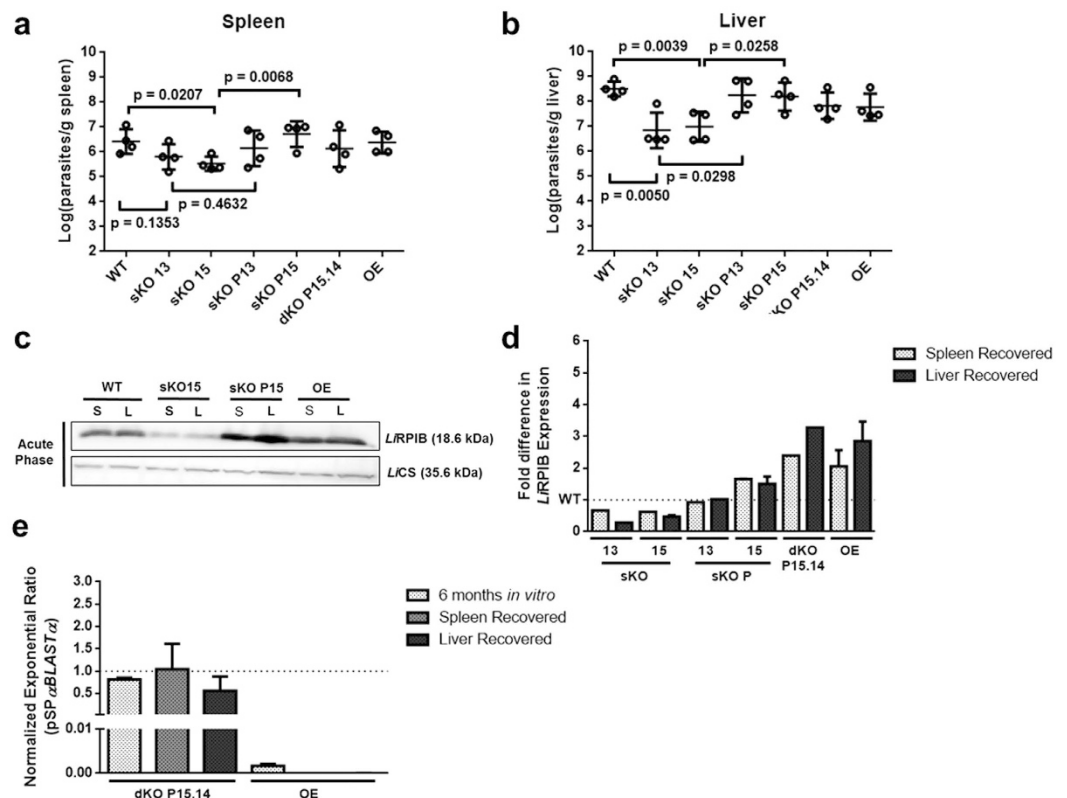 a
Spleen
Log(parasites/g spleen)
10
9
8
7
6
5
4
3
2
p = 0.0207
p = 0.0068
p = 0.4632
p = 0.1353
WT
sKO 13
sKO 15
sKO P13
sKO P15
dKO P15.14
OE
b
Liver
Log(parasites/g liver)
10
9
8
7
6
5
4
3
2
p = 0.0039
p = 0.0258
p = 0.0298
p = 0.0050
WT
sKO 13
sKO 15
sKO P13
sKO P15
dKO P15.14
OE
c
WT sKO15 sKO P15 OE
S L S L S L S L
Acute
Phase
LiRPIB (18.6 kDa)
LiCS (35.6 kDa)
d
Fold difference in
LiRPIB Expression
6
5
4
3
2
WT
0
Spleen Recovered
Liver Recovered
13 15 13 15 dKO OE
P15.14
sKO sKO P
e
Normalized Exponential Ratio
(pSPαBLASTα)
3.0
2.5
2.0
1.5
1.0
0.5
0.01
0.00
6 months in vitro
Spleen Recovered
Liver Recovered
dKO P15.14 OE